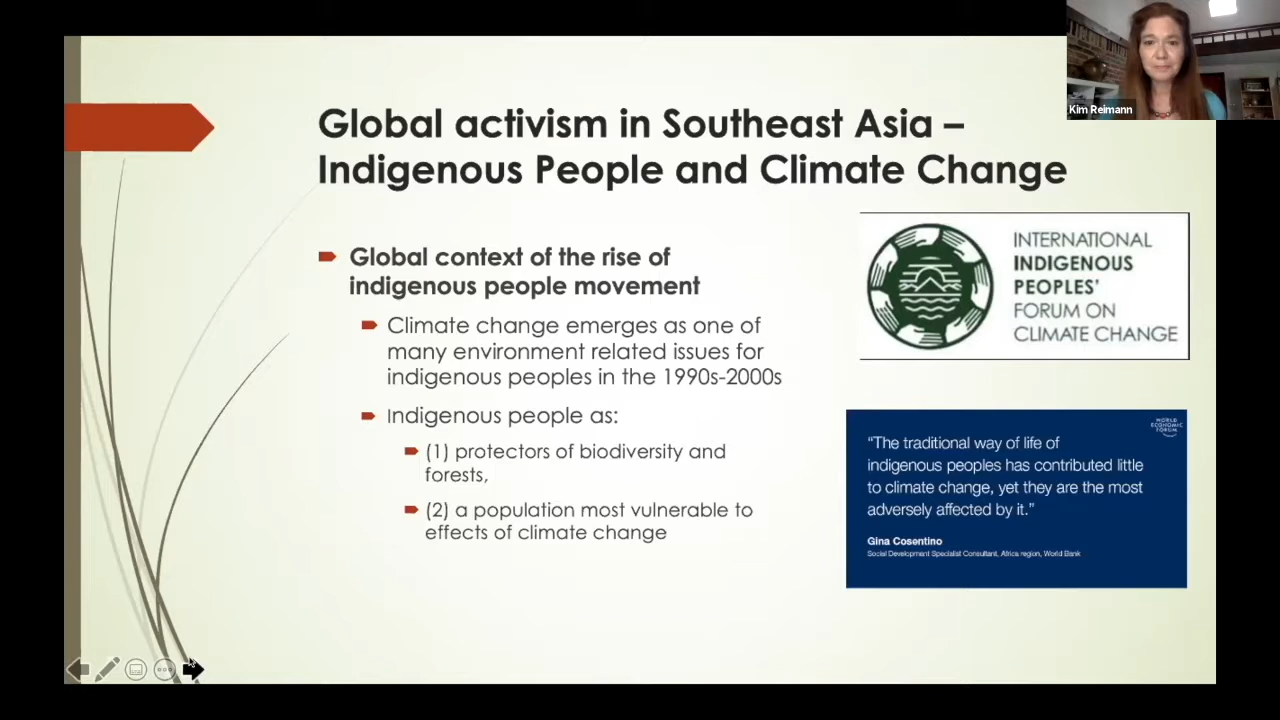 Kim Reimann
Global activism in Southeast Asia –
Indigenous People and Climate Change
Global context of the rise of
indigenous people movement
Climate change emerges as one of
many environment related issues for
indigenous peoples in the 1990s-2000s
Indigenous people as:
(1) protectors of biodiversity and
forests,
(2) a population most vulnerable to
effects of climate change
INTERNATIONAL
INDIGENOUS
PEOPLES'
FORUM ON
CLIMATE CHANGE
WORLD
ECONOMIC
FORUM
“The traditional way of life of
indigenous peoples has contributed little
to climate change, yet they are the most
adversely affected by it.”
Gina Cosentino
Social Development Specialist Consultant, Africa region, World Bank